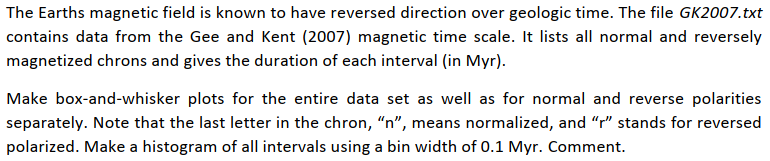 The Earths magnetic field is known to have reversed direction over geologic time. The file GK2007.txt
contains data from the Gee and Kent (2007) magnetic time scale. It lists all normal and reversely
magnetized chrons and gives the duration of each interval (in Myr).
Make box-and-whisker plots for the entire data set as well as for normal and reverse polarities
separately. Note that the last letter in the chron, “n”, means normalized, and “r” stands for reversed
polarized. Make a histogram of all intervals using a bin width of 0.1 Myr. Comment.